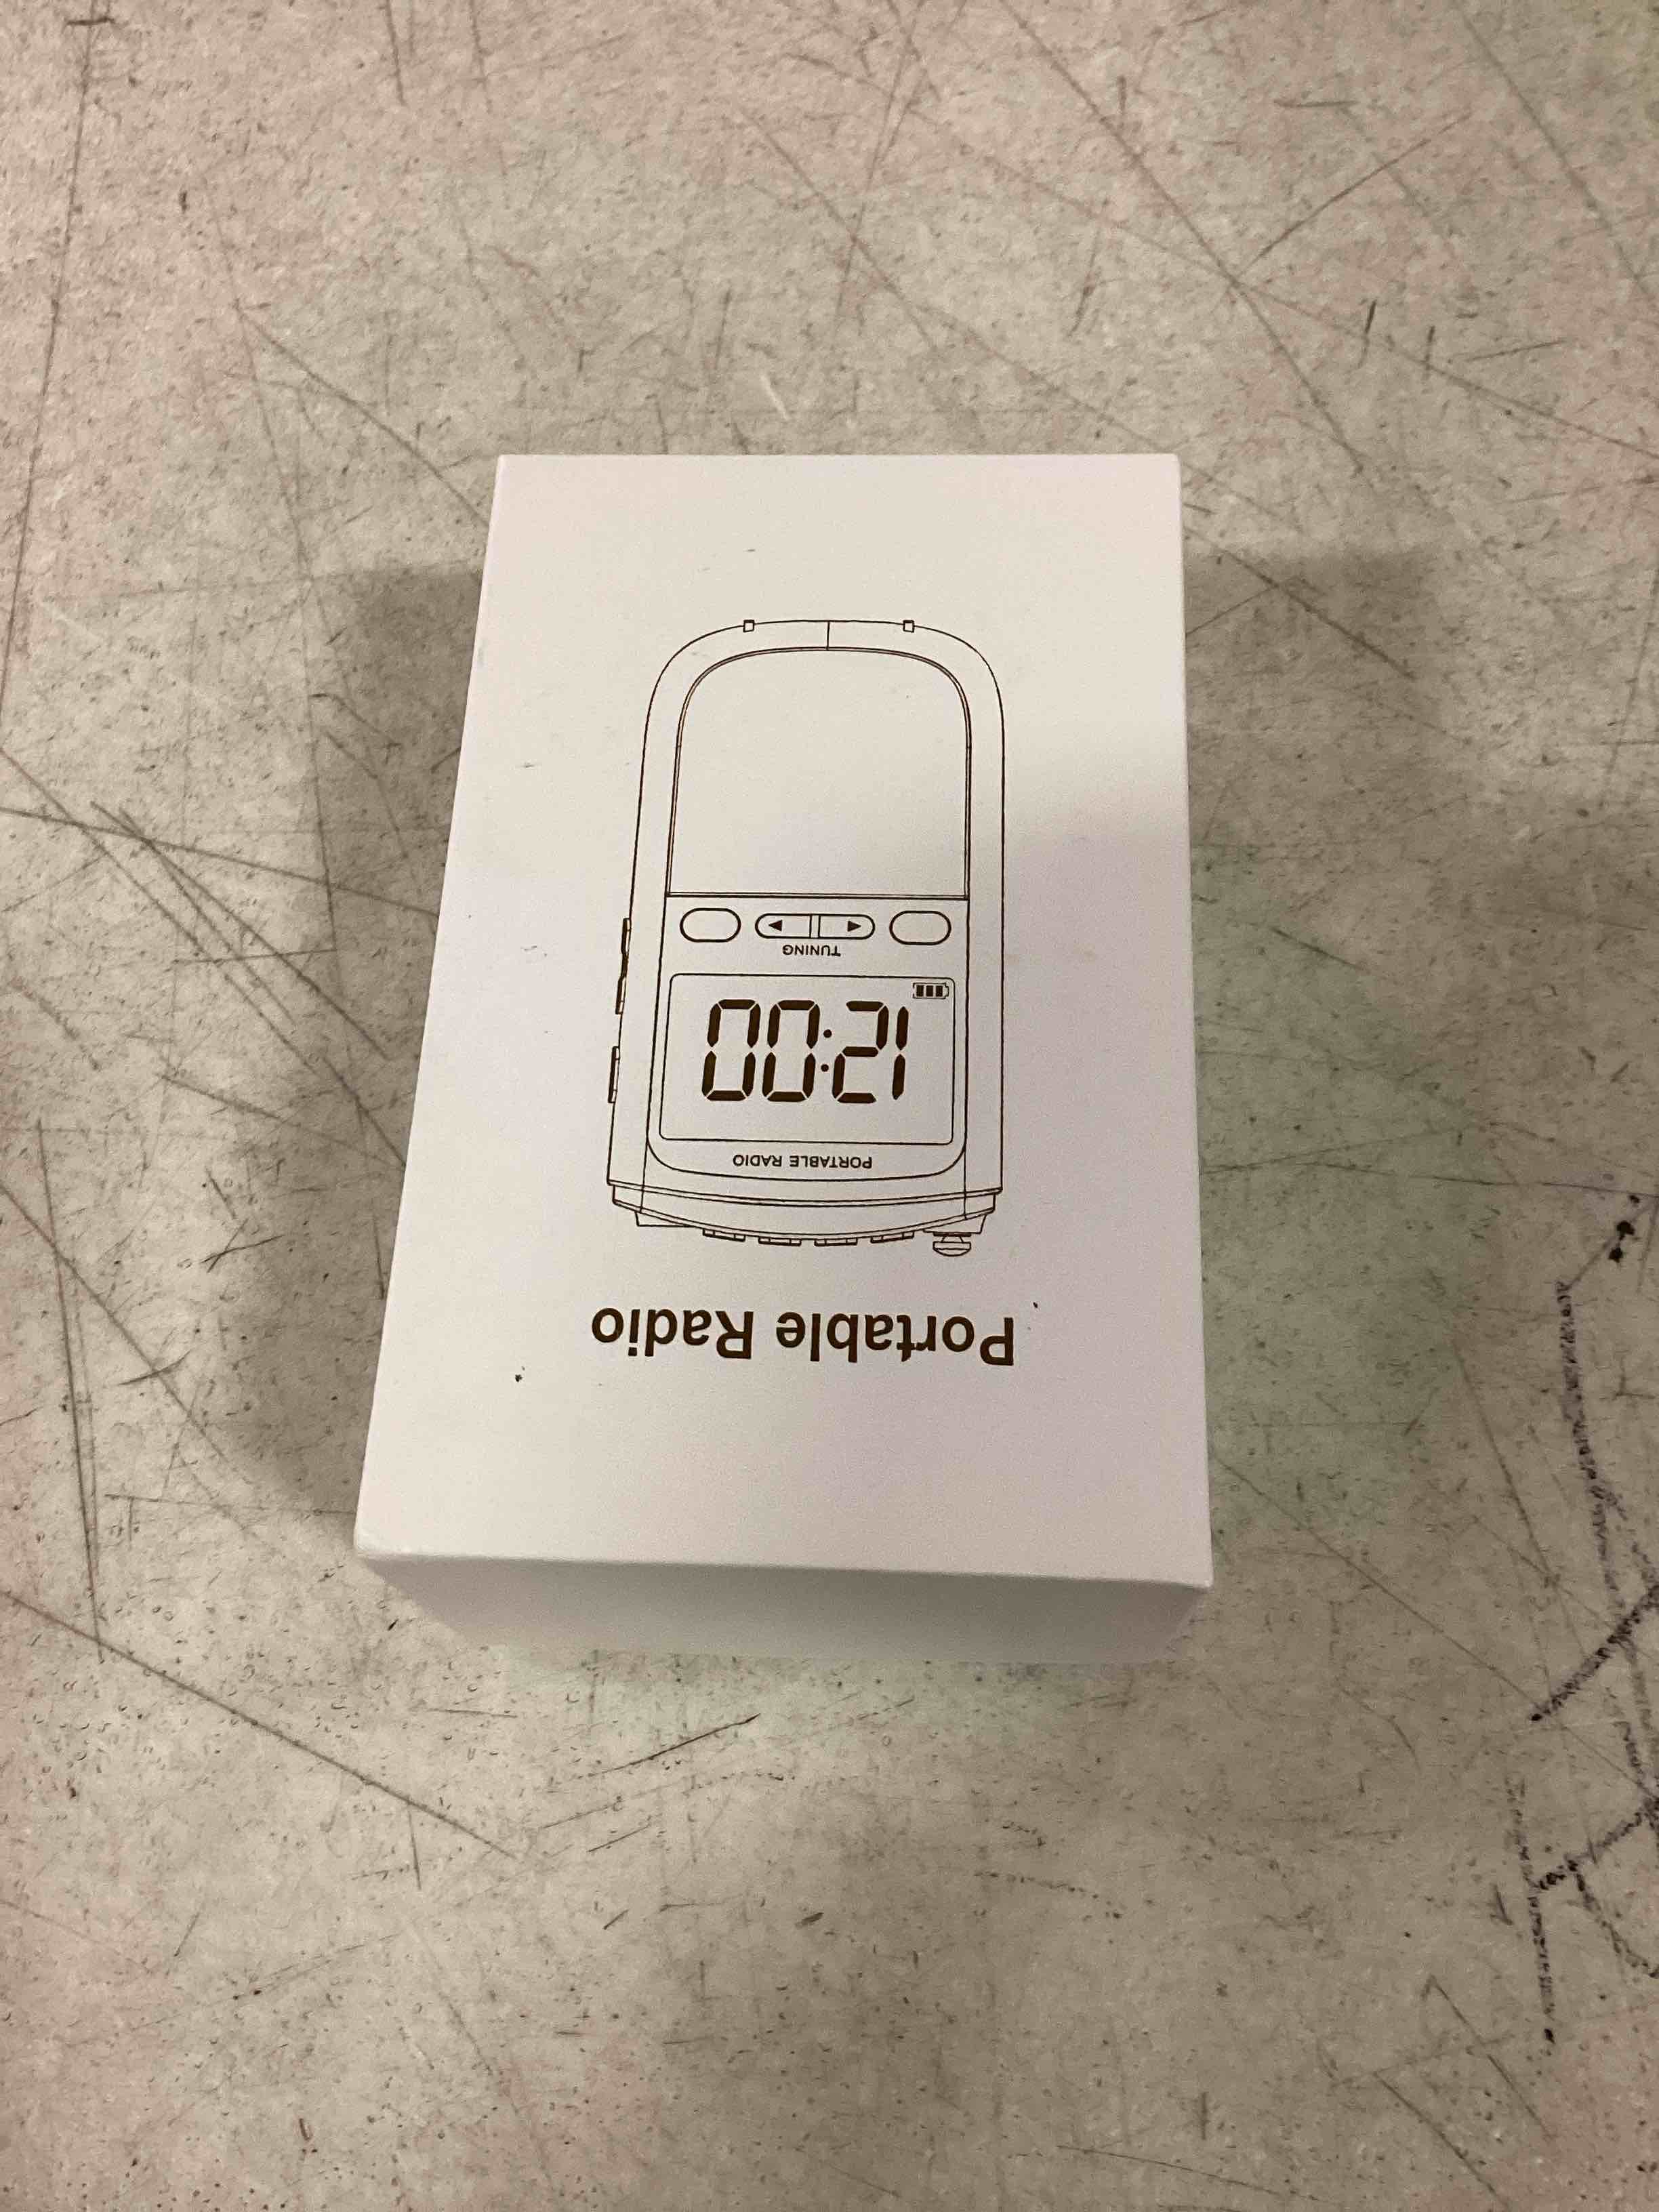 Portable Radio
PORTABLE RADIO
12:00
TUNING